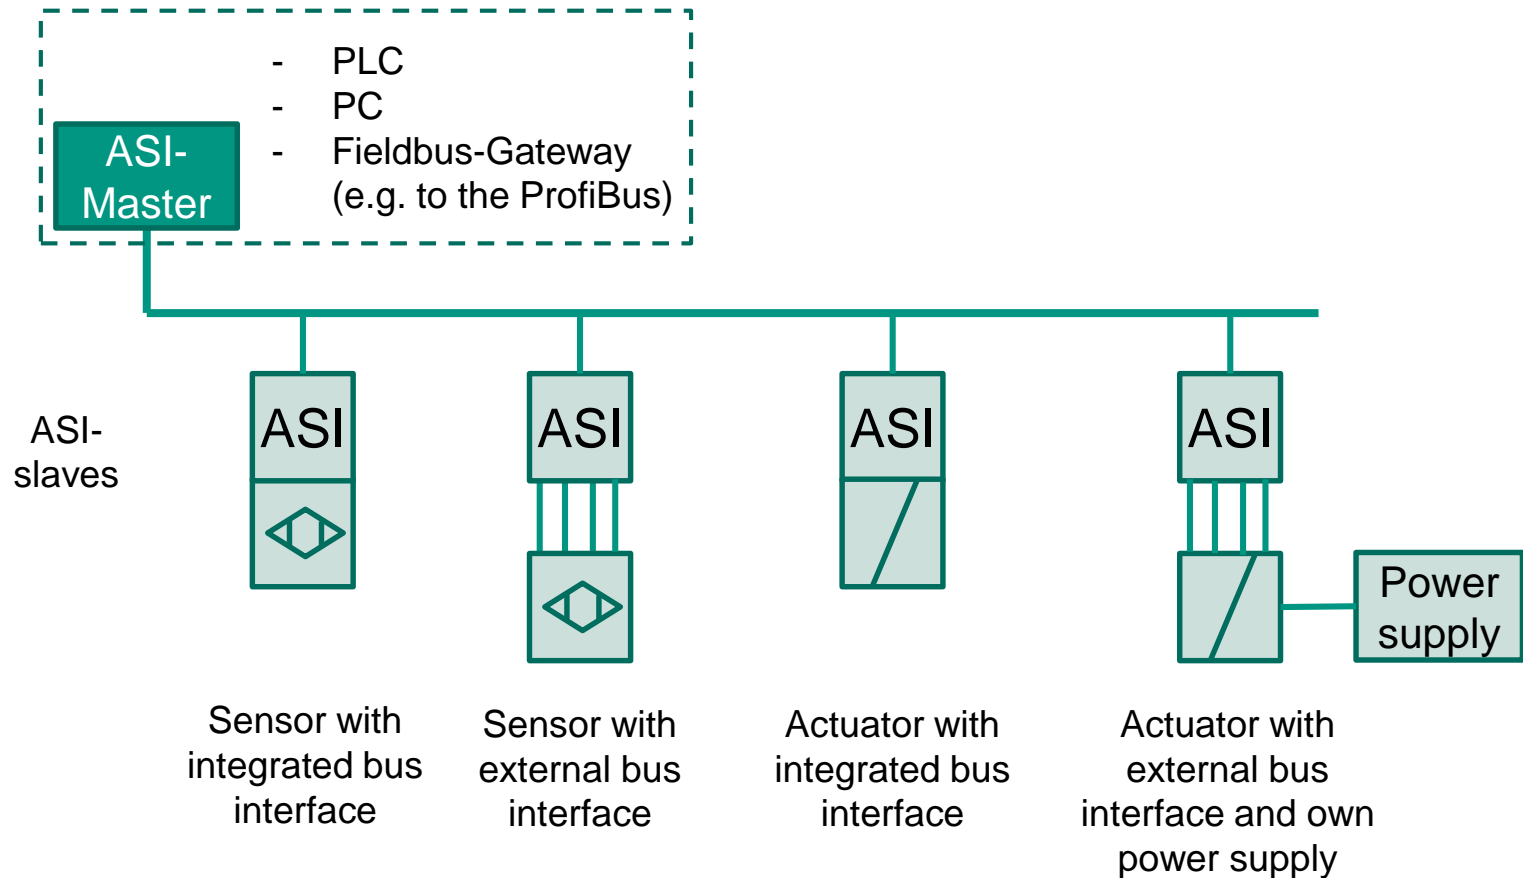 - PLC
- PC
- Fieldbus-Gateway
(e.g. to the ProfiBus)
ASI-
Master
ASI-
slaves
ASI
ASI
ASI
ASI
Power
supply
Sensor with
integrated bus
interface
Sensor with
external bus
interface
Actuator with
integrated bus
interface
Actuator with
external bus
interface and own
power supply